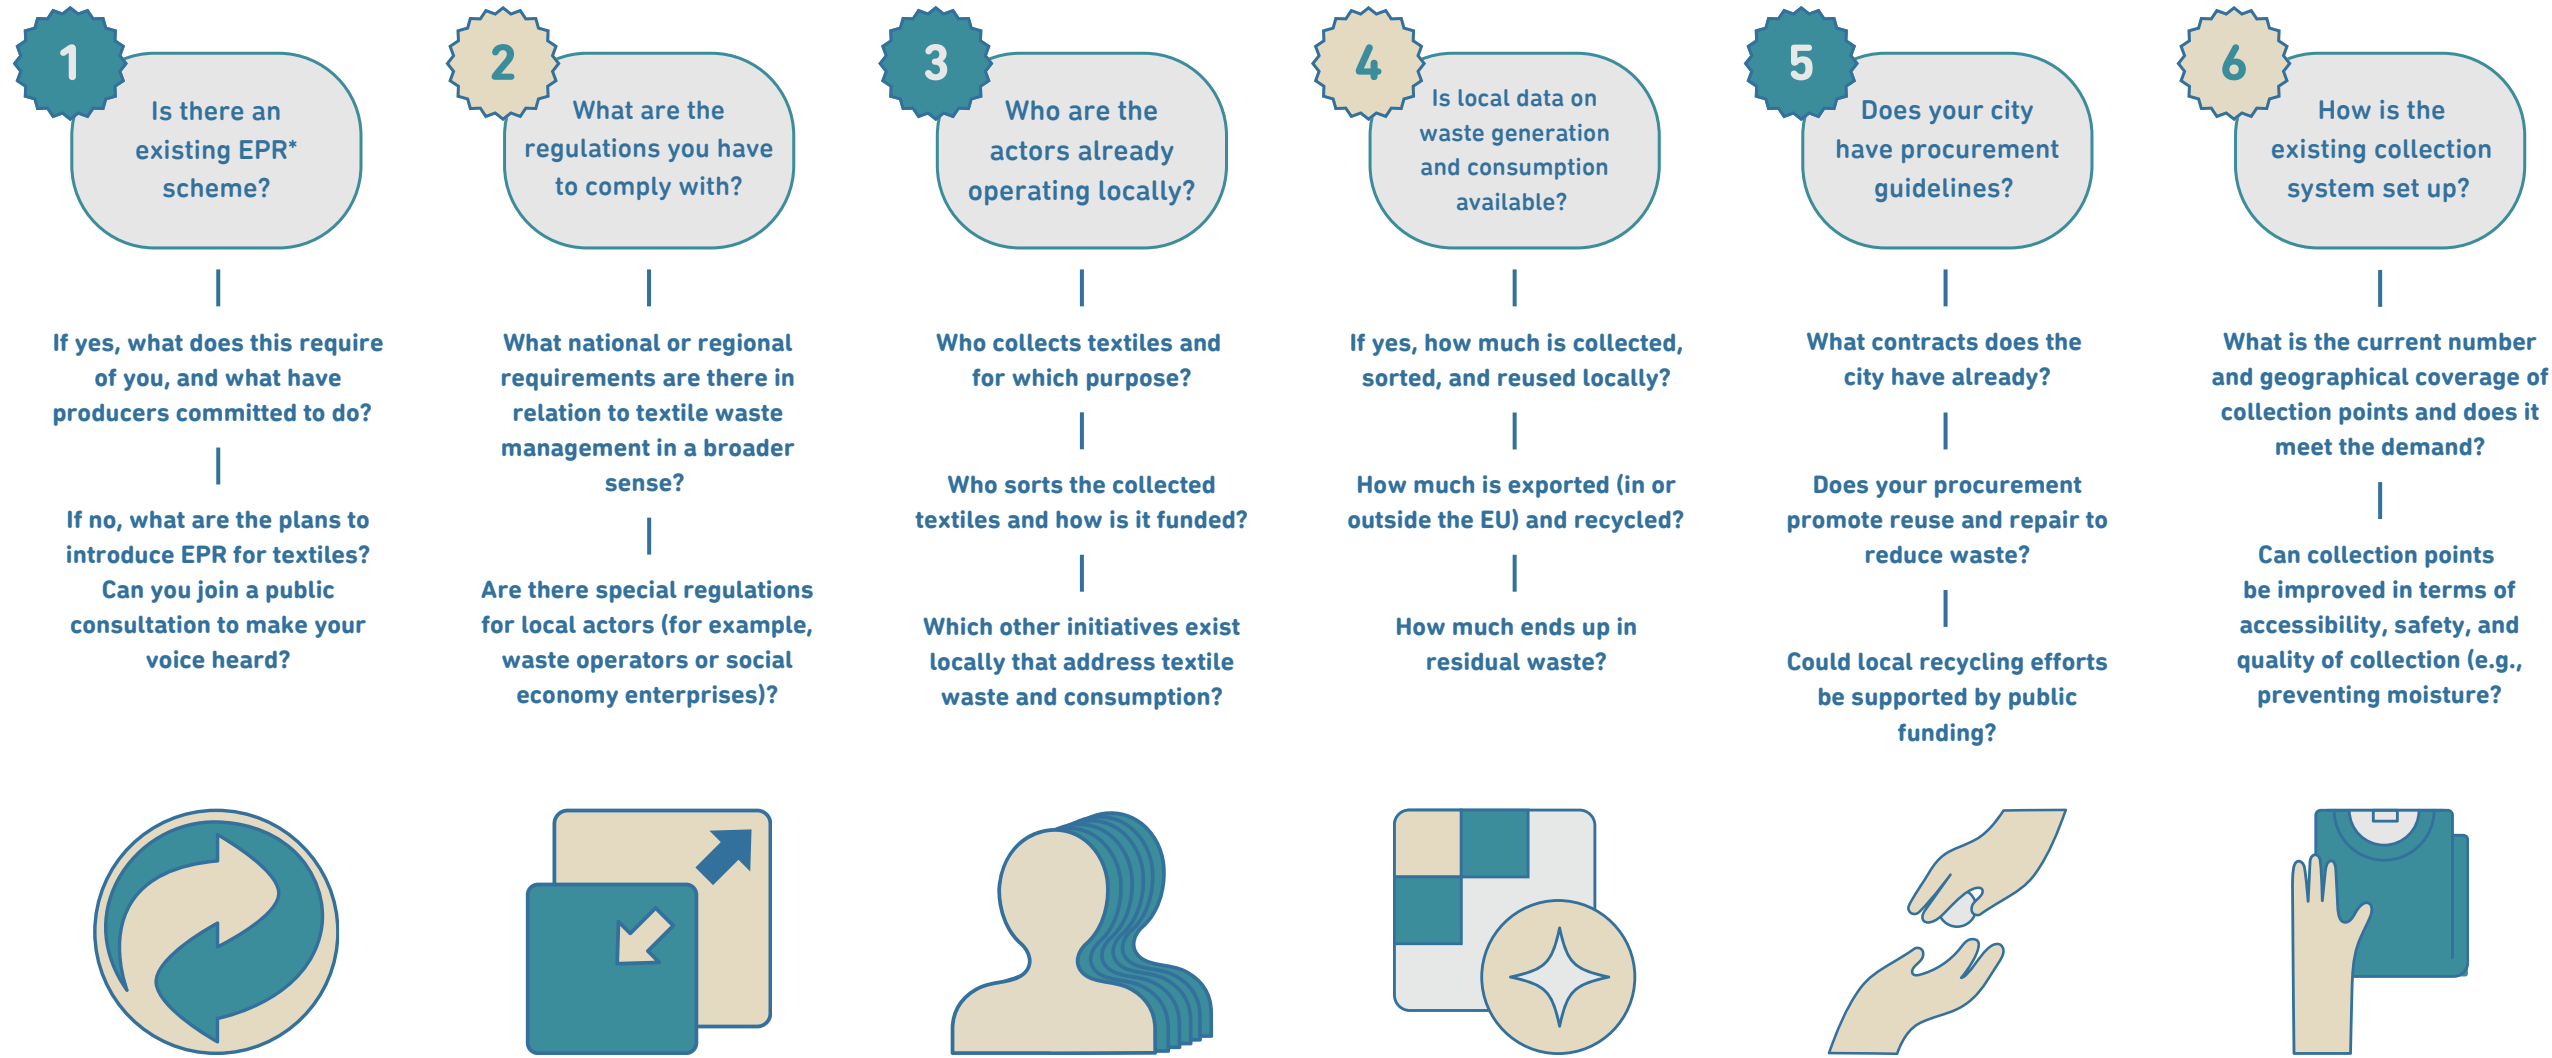 1
Is there an
existing EPR*
scheme?
If yes, what does this require
of you, and what have
producers committed to do?
If no, what are the plans to
introduce EPR for textiles?
Can you join a public
consultation to make your
voice heard?
2
What are the
regulations you have
to comply with?
What national or regional
requirements are there in
relation to textile waste
management in a broader
sense?
Are there special regulations
for local actors (for example,
waste operators or social
economy enterprises)?
3
Who are the
actors already
operating locally?
Who collects textiles and
for which purpose?
Who sorts the collected
textiles and how is it funded?
Which other initiatives exist
locally that address textile
waste and consumption?
4
Is local data on
waste generation
and consumption
available?
If yes, how much is collected,
sorted, and reused locally?
How much is exported (in or
outside the EU) and recycled?
How much ends up in
residual waste?
5
Does your city
have procurement
guidelines?
What contracts does the
city have already?
Does your procurement
promote reuse and repair to
reduce waste?
Could local recycling efforts
be supported by public
funding?
6
How is the
existing collection
system set up?
What is the current number
and geographical coverage of
collection points and does it
meet the demand?
Can collection points
be improved in terms of
accessibility, safety, and
quality of collection (e.g.,
preventing moisture?